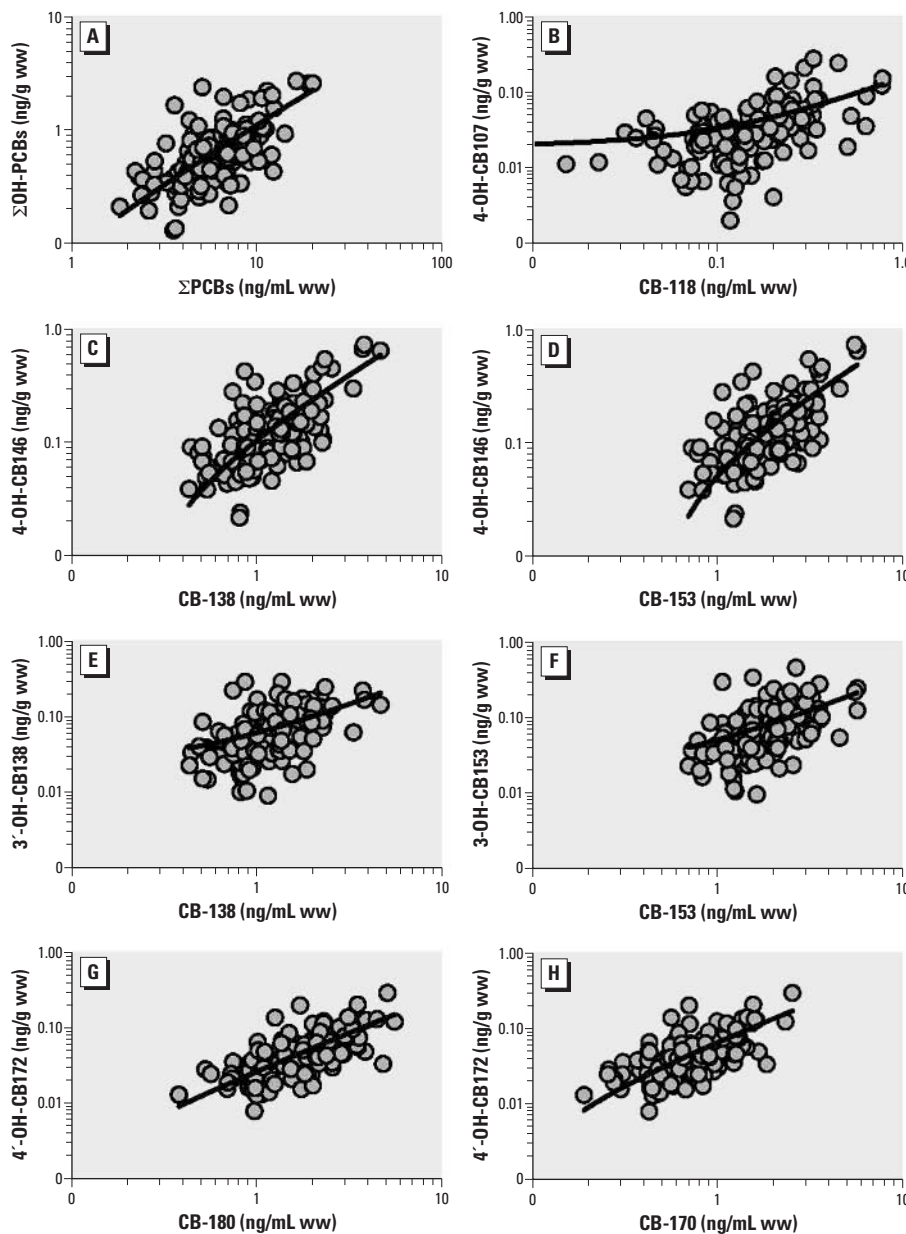 A
ΣOH-PCBs (ng/g ww)
10
1
0
1
10
100
ΣPCBs (ng/mL ww)
B
4-OH-CB107 (ng/g ww)
1.00
0.10
0.01
0
0
0.1
1.0
CB-118 (ng/mL ww)
C
4-OH-CB146 (ng/g ww)
1.0
0.1
0
0
1
10
CB-138 (ng/mL ww)
D
4-OH-CB146 (ng/g ww)
1.0
0.1
0
0
1
10
CB-153 (ng/mL ww)
E
3´-OH-CB138 (ng/g ww)
1.00
0.10
0.01
0
0
1
10
CB-138 (ng/mL ww)
F
3-OH-CB153 (ng/g ww)
1.00
0.10
0.01
0
0
1
10
CB-153 (ng/mL ww)
G
4´-OH-CB172 (ng/g ww)
1.00
0.10
0.01
0
0
1
10
CB-180 (ng/mL ww)
H
4´-OH-CB172 (ng/g ww)
1.00
0.10
0.01
0
0
1
10
CB-170 (ng/mL ww)